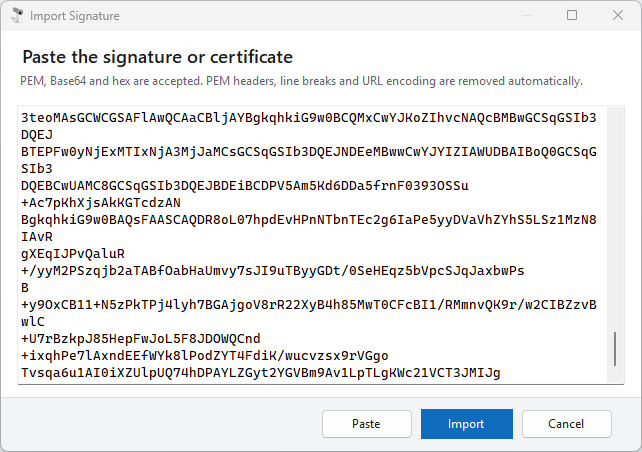 Import Signature
Paste the signature or certificate
PEM, Base64 and hex are accepted. PEM headers, line breaks and URL encoding are removed automatically.
3teoMAsGCWCGSAFlAwQCAaCBljAYBgkqhkiG9w0BCQMxCwYJKoZIhvcNAQcBMBwGCSqGSIb3
DQEJ
BTEPFw0yNjExMTIxNjA3MjJaMCsGCSqGSIb3DQEJNDEeMBwwCwYJYIZIAWUDBAIBoQ0GCSqG
SIb3
DQEBCwUAMC8GCSqGSIb3DQEJBDEiBCDPV5Am5Kd6DDa5frnF0393OSSu
+Ac7pKhXjsAkKGTcdzAN
BgkqhkiG9w0BAQsFAASCAQDR8oL07hpdEvHPnNTbnTEc2g6IaPe5yyDVaVhZYhS5LSz1MzN8
IAvR
gXEqIJPvQaluR
+/yyM2PSzqjb2aTABfOabHaUmvy7sJI9uTByyGDt/0SeHEqz5bVpcSJqJaxbwPs
B
+y9OxCB11+N5zPkTPj4lyh7BGAjgoV8rR22XyB4h85MwT0CFcBI1/RMmnvQK9r/w2CIBZzvB
wlC
+U7rBzkpJ85HepFwJoL5F8JDOWQCnd
+ixqhPe7lAxndEEfWYk8lPodZYT4FdiK/wucvzsx9rVGgo
Tvsqa6u1AI0iXZUlpUQ74hDPAYLZGyt2YGVBm9Av1LpTLgKWc21VCT3JMIJg
Paste
Import
Cancel